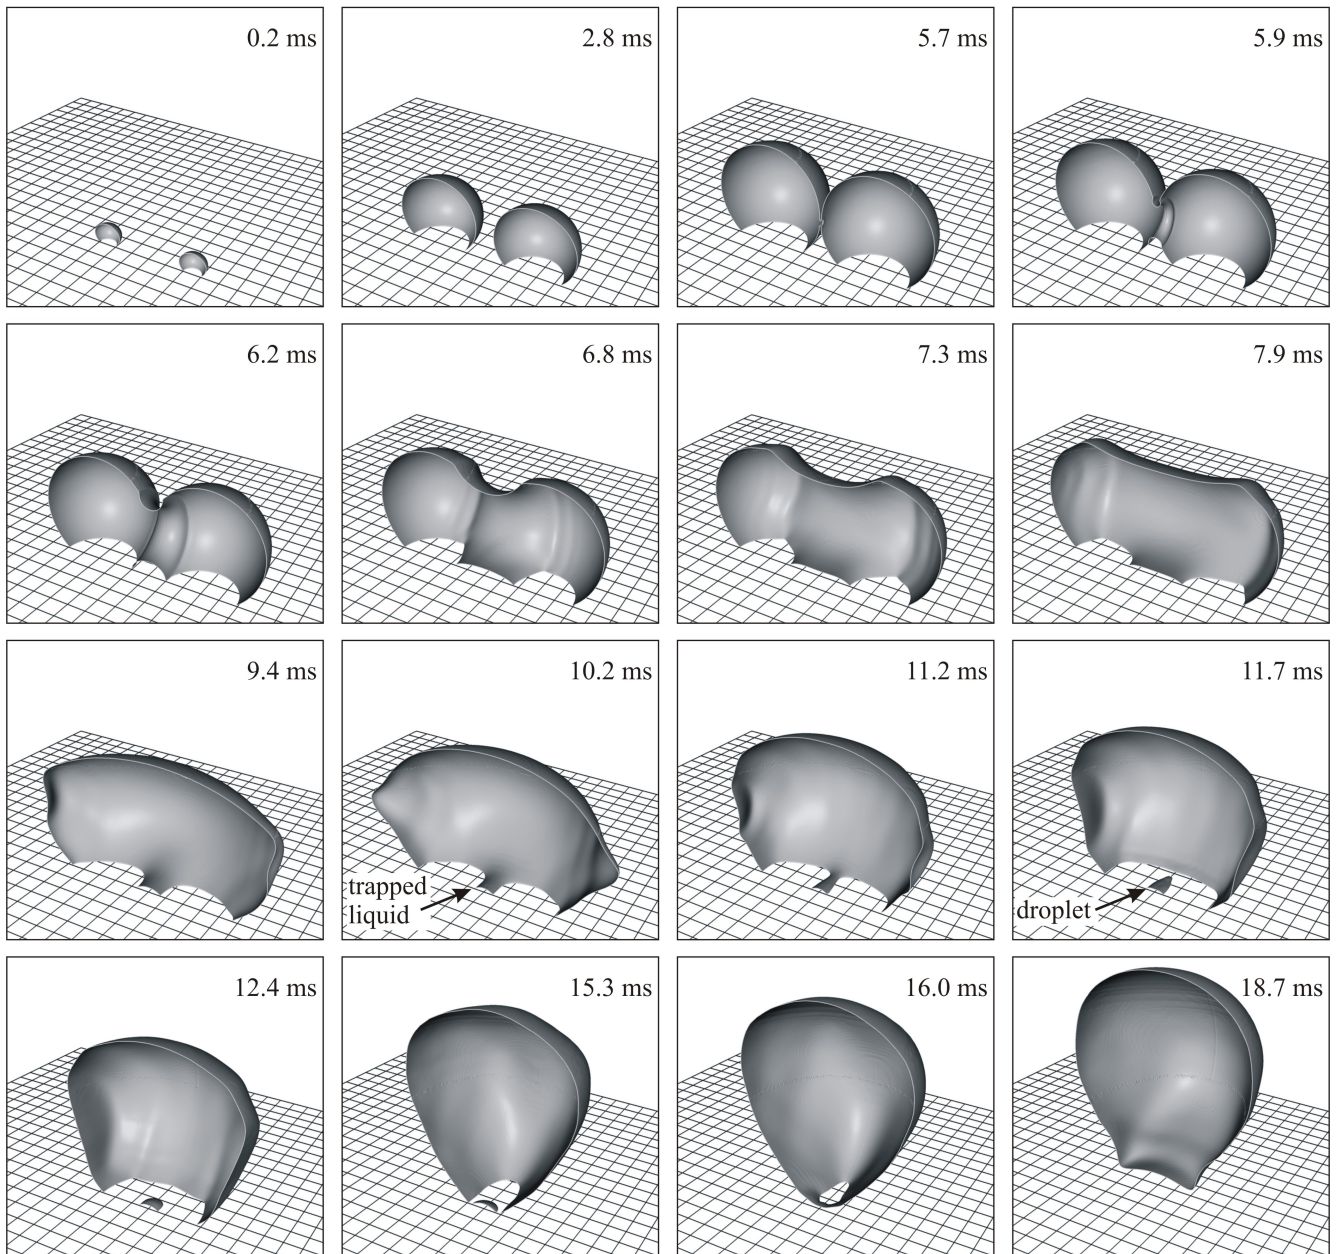 0.2 ms
2.8 ms
5.7 ms
5.9 ms
6.2 ms
6.8 ms
7.3 ms
7.9 ms
9.4 ms
10.2 ms
trapped
liquid
11.2 ms
11.7 ms
droplet
12.4 ms
15.3 ms
16.0 ms
18.7 ms